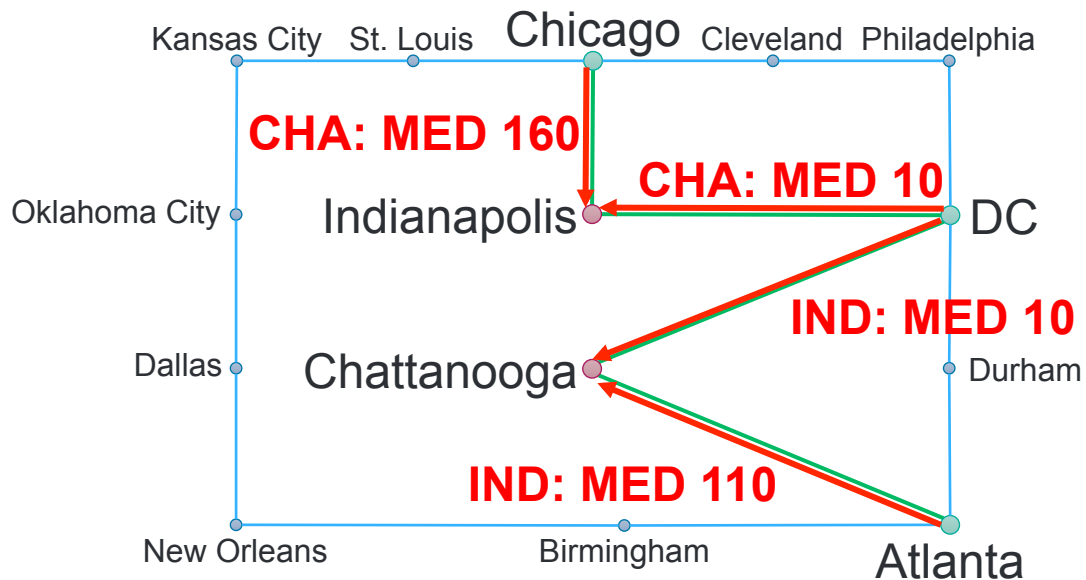 Kansas City
St. Louis
Chicago
Cleveland
Philadelphia
CHA: MED 160
CHA: MED 10
Oklahoma City
Indianapolis
DC
IND: MED 10
Dallas
Chattanooga
Durham
IND: MED 110
New Orleans
Birmingham
Atlanta